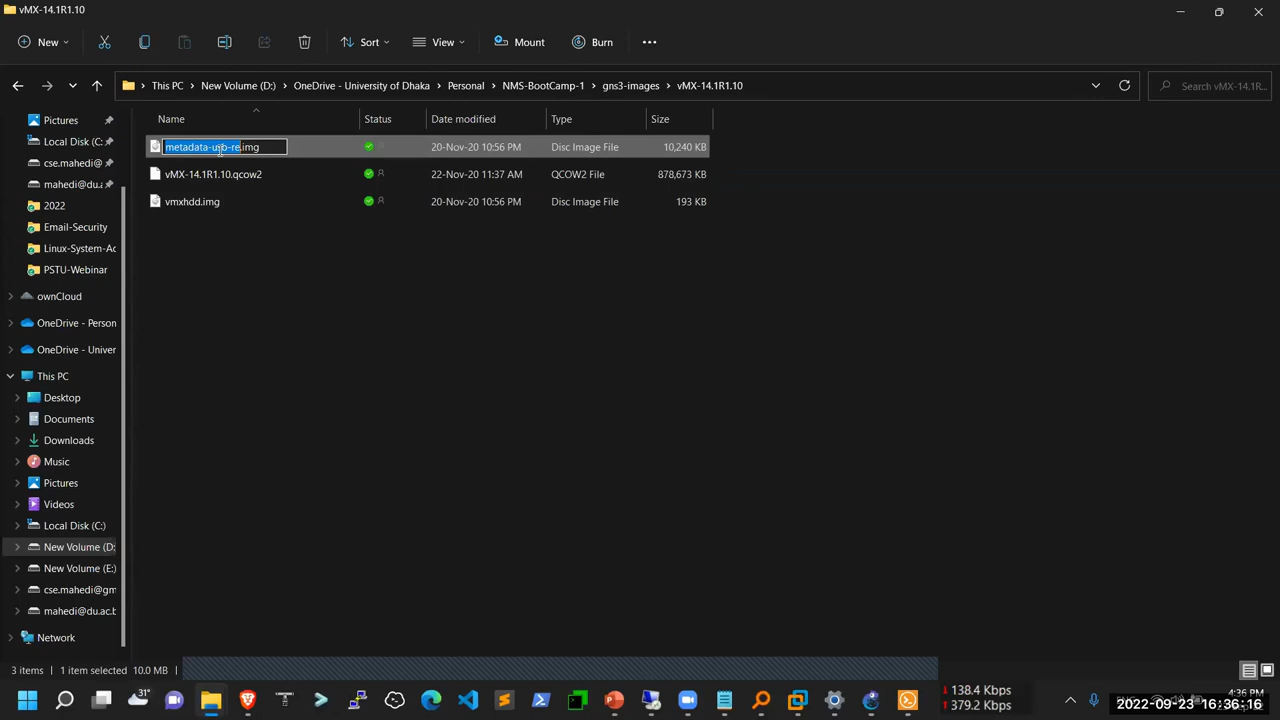 vMX-14.1R1.10
New
Sort
View
Mount
Burn
This PC
New Volume (D:)
OneDrive - University of Dhaka
Personal
NMS-BootCamp-1
gns3-images
vMX-14.1R1.10
Search vMX-14.1R...
Name
Status
Date modified
Type
Size
metadata-usb-re.img
20-Nov-20 10:56 PM
Disc Image File
10,240 KB
vMX-14.1R1.10.qcow2
22-Nov-20 11:37 AM
QCOW2 File
878,673 KB
vmxhdd.img
20-Nov-20 10:56 PM
Disc Image File
193 KB
Pictures
Local Disk (C:
cse.mahedi@
mahedi@du.a
2022
Email-Security
Linux-System-Ac
PSTU-Webinar
ownCloud
OneDrive - Person
OneDrive - Univer
This PC
Desktop
Documents
Downloads
Music
Pictures
Videos
Local Disk (C:)
New Volume (D:
New Volume (E:)
cse.mahedi@gm
mahedi@du.ac.b
Network
3 items
1 item selected
10.0 MB
31°
138.4 Kbps
379.2 Kbps
4:36 PM
2022-09-23 16:36:16